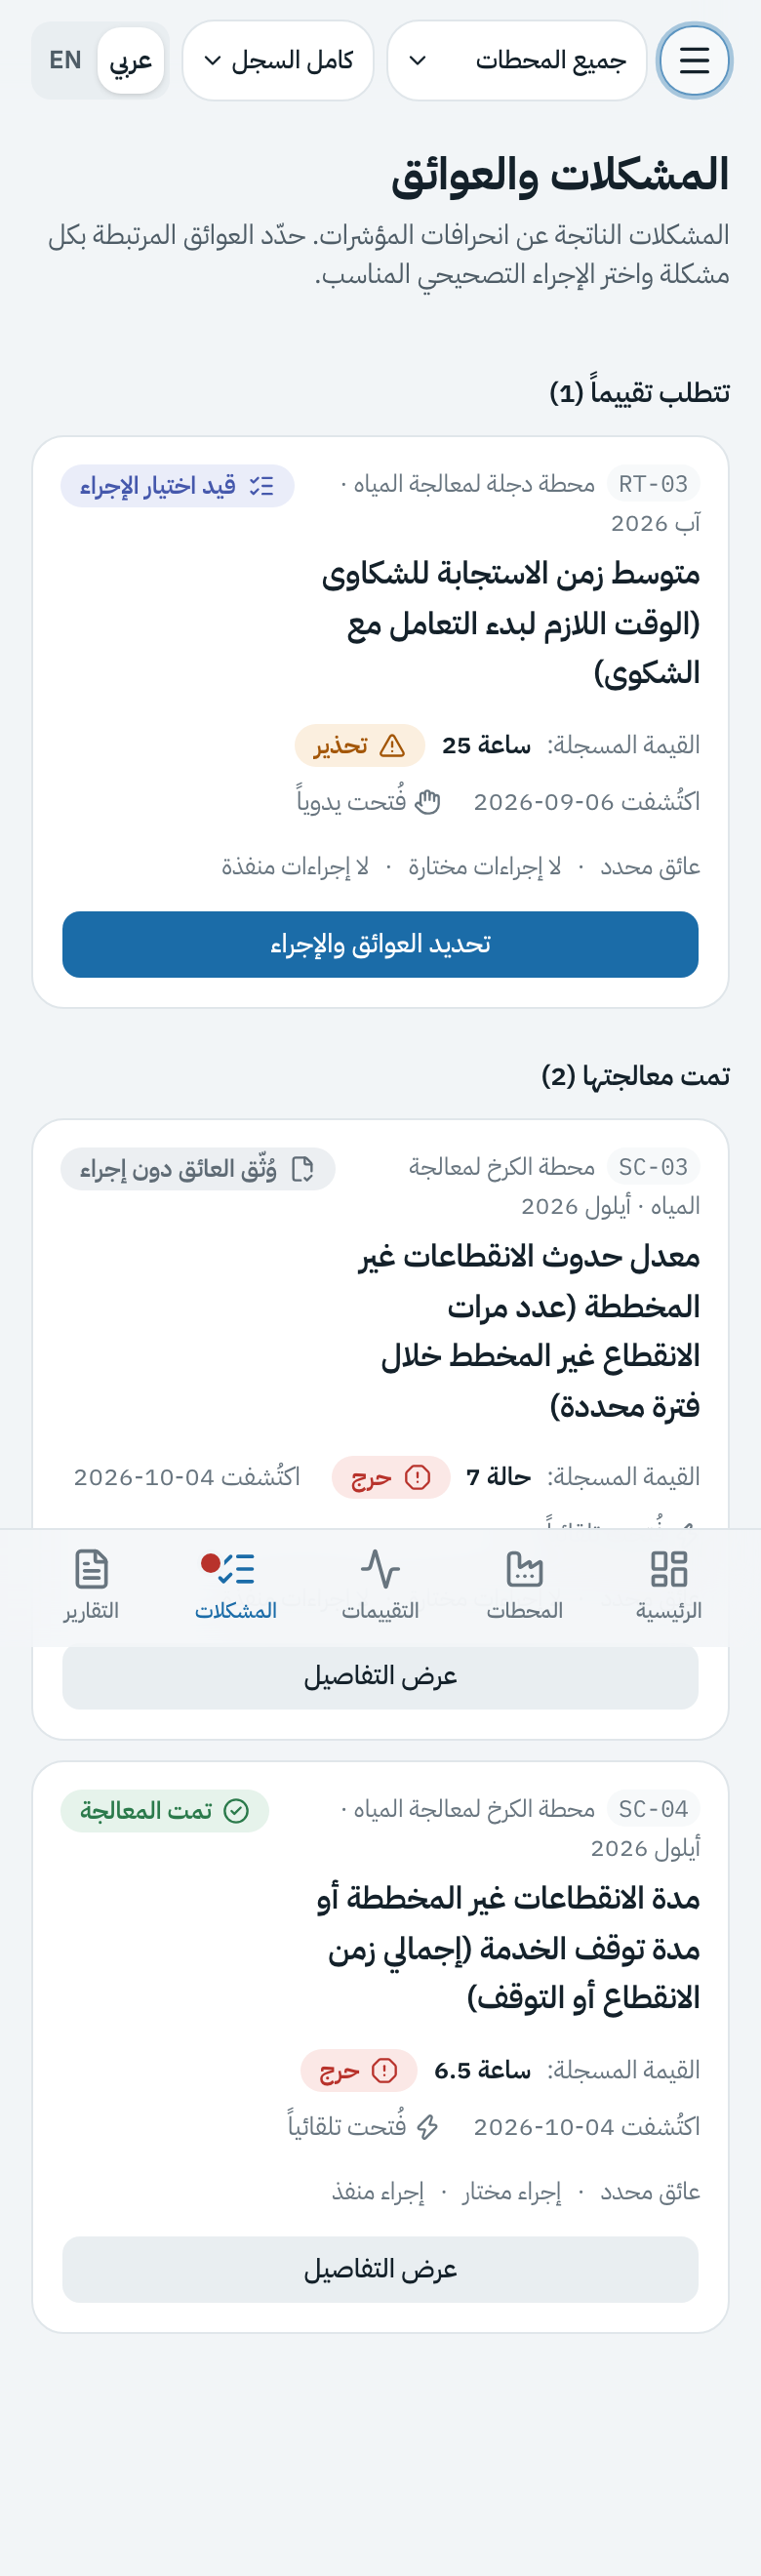 جميع المحطات
كامل السجل
عربي
EN
المشكلات والعوائق
المشكلات الناتجة عن انحرافات المؤشرات. حدّد العوائق المرتبطة بكل
مشكلة واختر الإجراء التصحيحي المناسب.
تتطلب تقييماً (1)
RT-03 محطة دجلة لمعالجة المياه ·
آب 2026
قيد اختيار الإجراء
متوسط زمن الاستجابة للشكاوى
(الوقت اللازم لبدء التعامل مع
الشكوى)
القيمة المسجلة: 25 ساعة تحذير
اكتُشفت 2026-09-06 فُتحت يدوياً
عائق محدد · لا إجراءات مختارة · لا إجراءات منفذة
تحديد العوائق والإجراء
تمت معالجتها (2)
SC-03 محطة الكرخ لمعالجة
المياه · أيلول 2026
وُثّق العائق دون إجراء
معدل حدوث الانقطاعات غير
المخططة (عدد مرات
الانقطاع غير المخطط خلال
فترة محددة)
القيمة المسجلة: 7 حالة حرج اكتُشفت 2026-10-04
الرئيسية
المحطات
التقييمات
المشكلات
التقارير
عرض التفاصيل
SC-04 محطة الكرخ لمعالجة المياه ·
أيلول 2026
تمت المعالجة
مدة الانقطاعات غير المخططة أو
مدة توقف الخدمة (إجمالي زمن
الانقطاع أو التوقف)
القيمة المسجلة: 6.5 ساعة حرج
اكتُشفت 2026-10-04 فُتحت تلقائياً
عائق محدد · إجراء مختار · إجراء منفذ
عرض التفاصيل